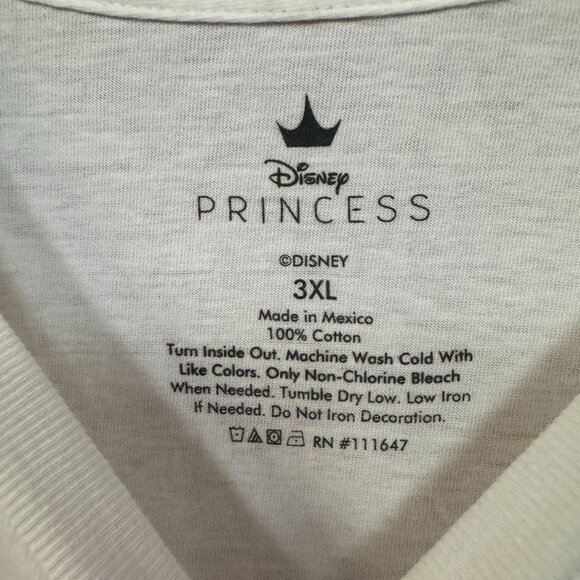 Disney
PRINCESS
©DISNEY
3XL
Made in Mexico
100% Cotton
Turn Inside Out. Machine Wash Cold With
Like Colors. Only Non-Chlorine Bleach
When Needed. Tumble Dry Low. Low Iron
If Needed. Do Not Iron Decoration.
RN #111647